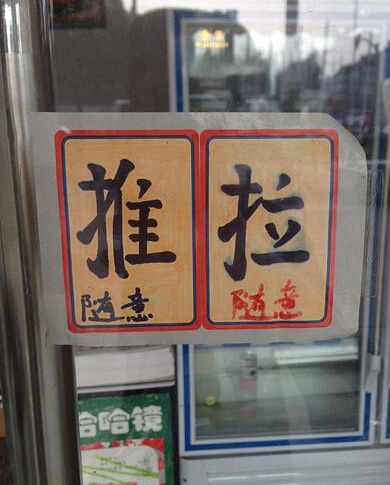 推 拉
随意 随意
哈哈镜